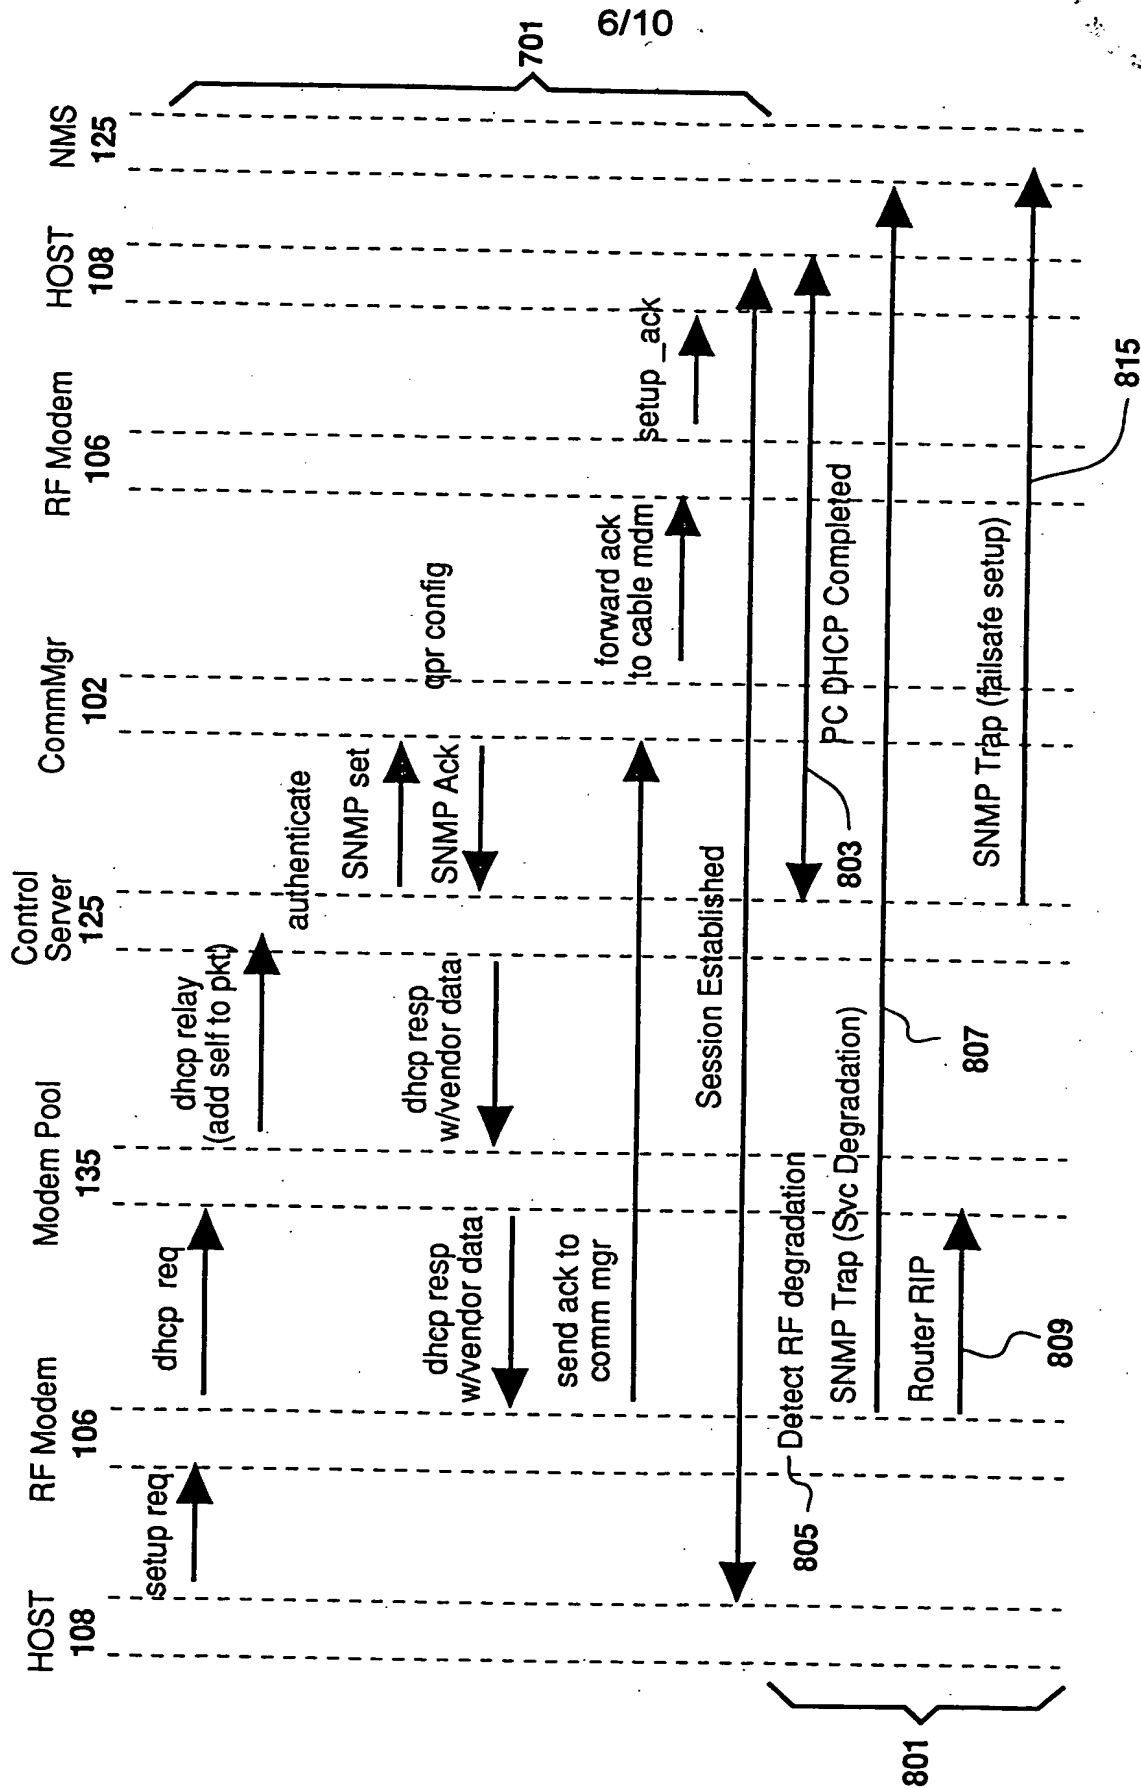 6/10
HOST
108
RF Modem
106
Modem Pool
135
Control
Server
125
CommMgr
102
RF Modem
106
HOST
108
NMS
125
701
setup req
dhcp req
dhcp relay
(add self to pkt)
authenticate
SNMP set
SNMP Ack
qpr config
dhcp resp
w/vendor data
dhcp resp
w/vendor data
send ack to
comm mgr
forward ack
to cable mdm
setup_ack
Session Established
803
PC DHCP Completed
805
Detect RF degradation
SNMP Trap (Svc Degradation)
807
Router RIP
809
SNMP Trap (failsafe setup)
815
801